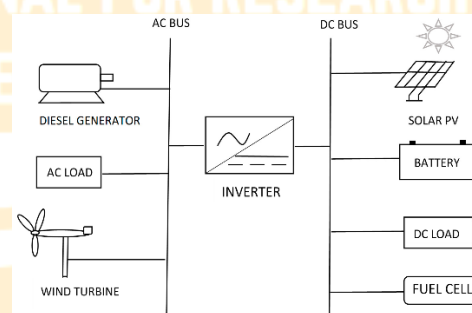 AC BUS
DC BUS
DIESEL GENERATOR
SOLAR PV
AC LOAD
BATTERY
INVERTER
DC LOAD
WIND TURBINE
FUEL CELL